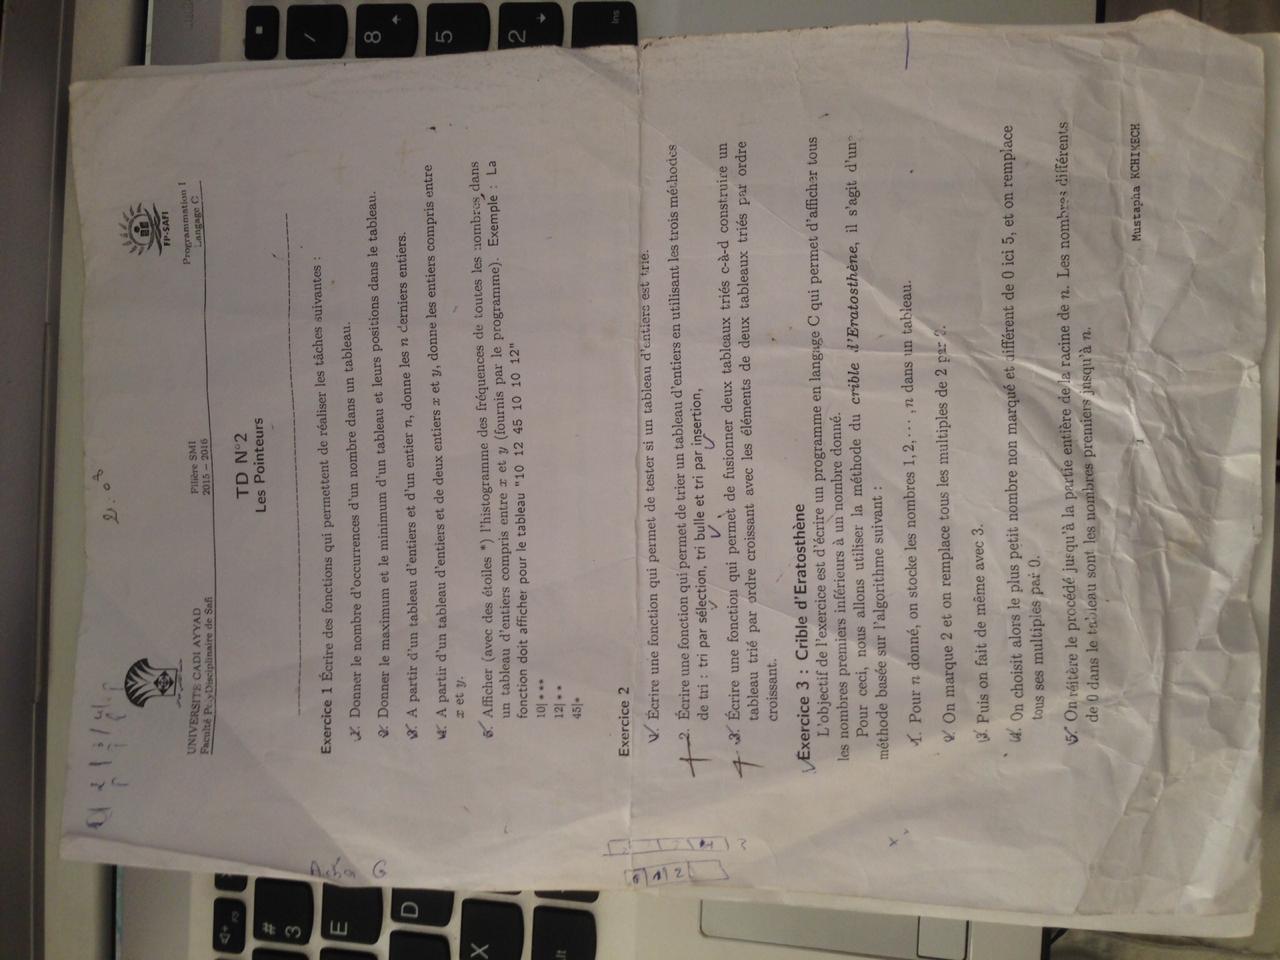 FP-SAFI
UNIVERSITE CADI AYYAD
Faculté Poly-Disciplinaire de Safi
Filière SMI
2015 – 2016
Programmation I
Langage C
TD N°2
Les Pointeurs
Exercice 1 Écrire des fonctions qui permettent de réaliser les tâches suivantes :
1. Donner le nombre d'occurrences d'un nombre dans un tableau.
2. Donner le maximum et le minimum d'un tableau et leurs positions dans le tableau.
3. A partir d'un tableau d'entiers et d'un entier n, donne les n derniers entiers.
4. A partir d'un tableau d'entiers et de deux entiers x et y, donne les entiers compris entre
x et y.
5. Afficher (avec des étoiles *) l'histogramme des fréquences de toutes les nombres dans
un tableau d'entiers compris entre x et y (fournis par le programme). Exemple : La
fonction doit afficher pour le tableau "10 12 45 10 10 12"
10|***
12|**
45|*
Exercice 2
1. Écrire une fonction qui permet de tester si un tableau d'entiers est trié.
2. Écrire une fonction qui permet de trier un tableau d'entiers en utilisant les trois méthodes
de tri : tri par sélection, tri bulle et tri par insertion,
3. Écrire une fonction qui permet de fusionner deux tableaux triés c-à-d construire un
tableau trié par ordre croissant avec les éléments de deux tableaux triés par ordre
croissant.
Exercice 3 : Crible d'Eratosthène
L'objectif de l'exercice est d'écrire un programme en langage C qui permet d'afficher tous
les nombres premiers inférieurs à un nombre donné.
Pour ceci, nous allons utiliser la méthode du crible d'Eratosthène, il s'agit d'une
méthode basée sur l'algorithme suivant :
1. Pour n donné, on stocke les nombres 1, 2, ··· , n dans un tableau.
2. On marque 2 et on remplace tous les multiples de 2 par 0.
3. Puis on fait de même avec 3.
4. On choisit alors le plus petit nombre non marqué et différent de 0 ici 5, et on remplace
tous ses multiples par 0.
5. On réitère le procédé jusqu'à la partie entière de la racine de n. Les nombres différents
de 0 dans le tableau sont les nombres premiers jusqu'à n.
1
Mustapha KCHIKECH
8
5
2
Ins
#
3
E
D
X